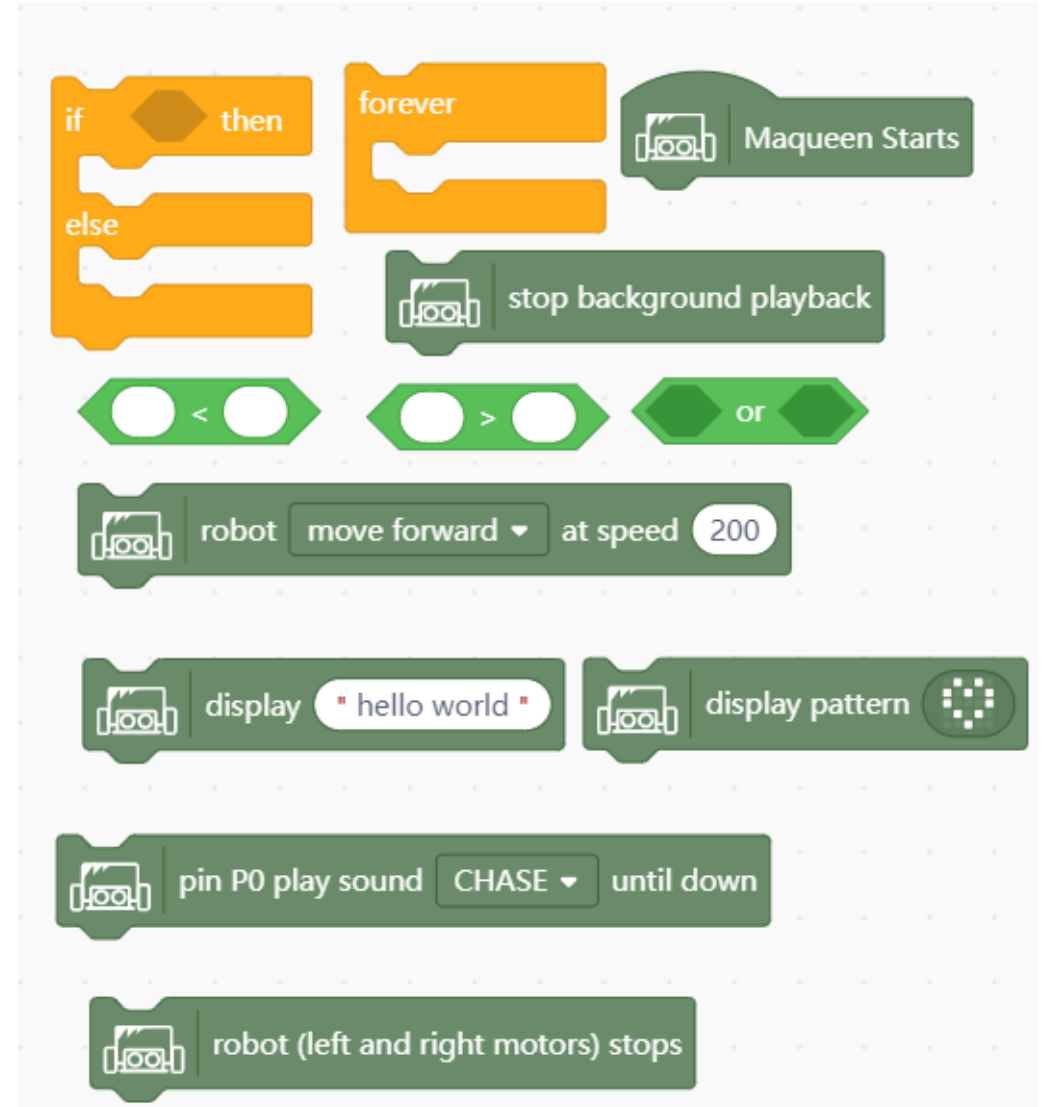 if then
else
forever
Maqueen Starts
stop background playback
<
>
or
robot move forward at speed 200
display " hello world "
display pattern
pin P0 play sound CHASE until down
robot (left and right motors) stops